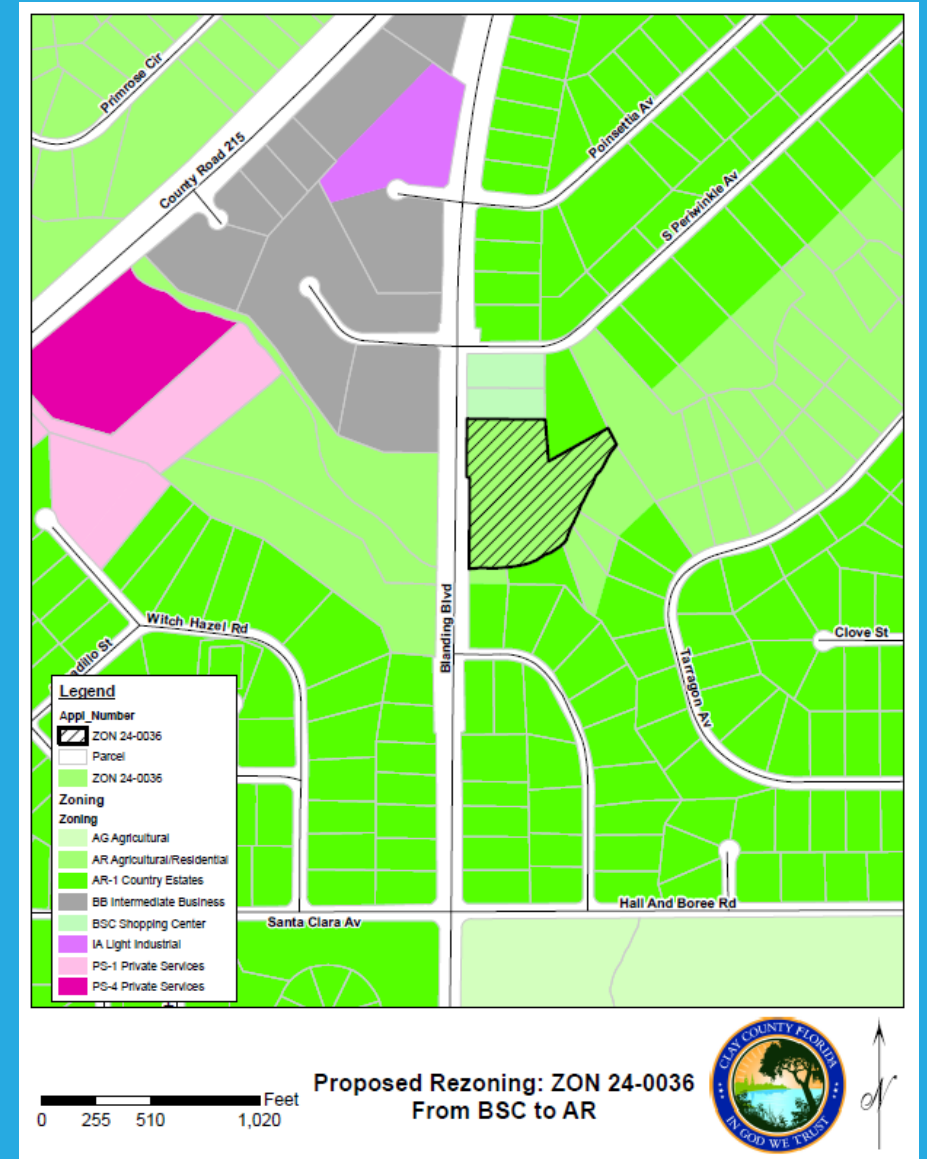 Primrose Cir
County Road 215
Poinsettia Av
S Periwinkle Av
Blanding Blvd
Witch Hazel Rd
adillo St
Clove St
Tarragon Av
Hall And Boree Rd
Santa Clara Av
Legend
Appl_Number
ZON 24-0036
Parcel
ZON 24-0036
Zoning
Zoning
AG Agricultural
AR Agricultural/Residential
AR-1 Country Estates
BB Intermediate Business
BSC Shopping Center
IA Light Industrial
PS-1 Private Services
PS-4 Private Services
Feet
0 255 510 1,020
Proposed Rezoning: ZON 24-0036
From BSC to AR
CLAY COUNTY FLORIDA
IN GOD WE TRUST
N